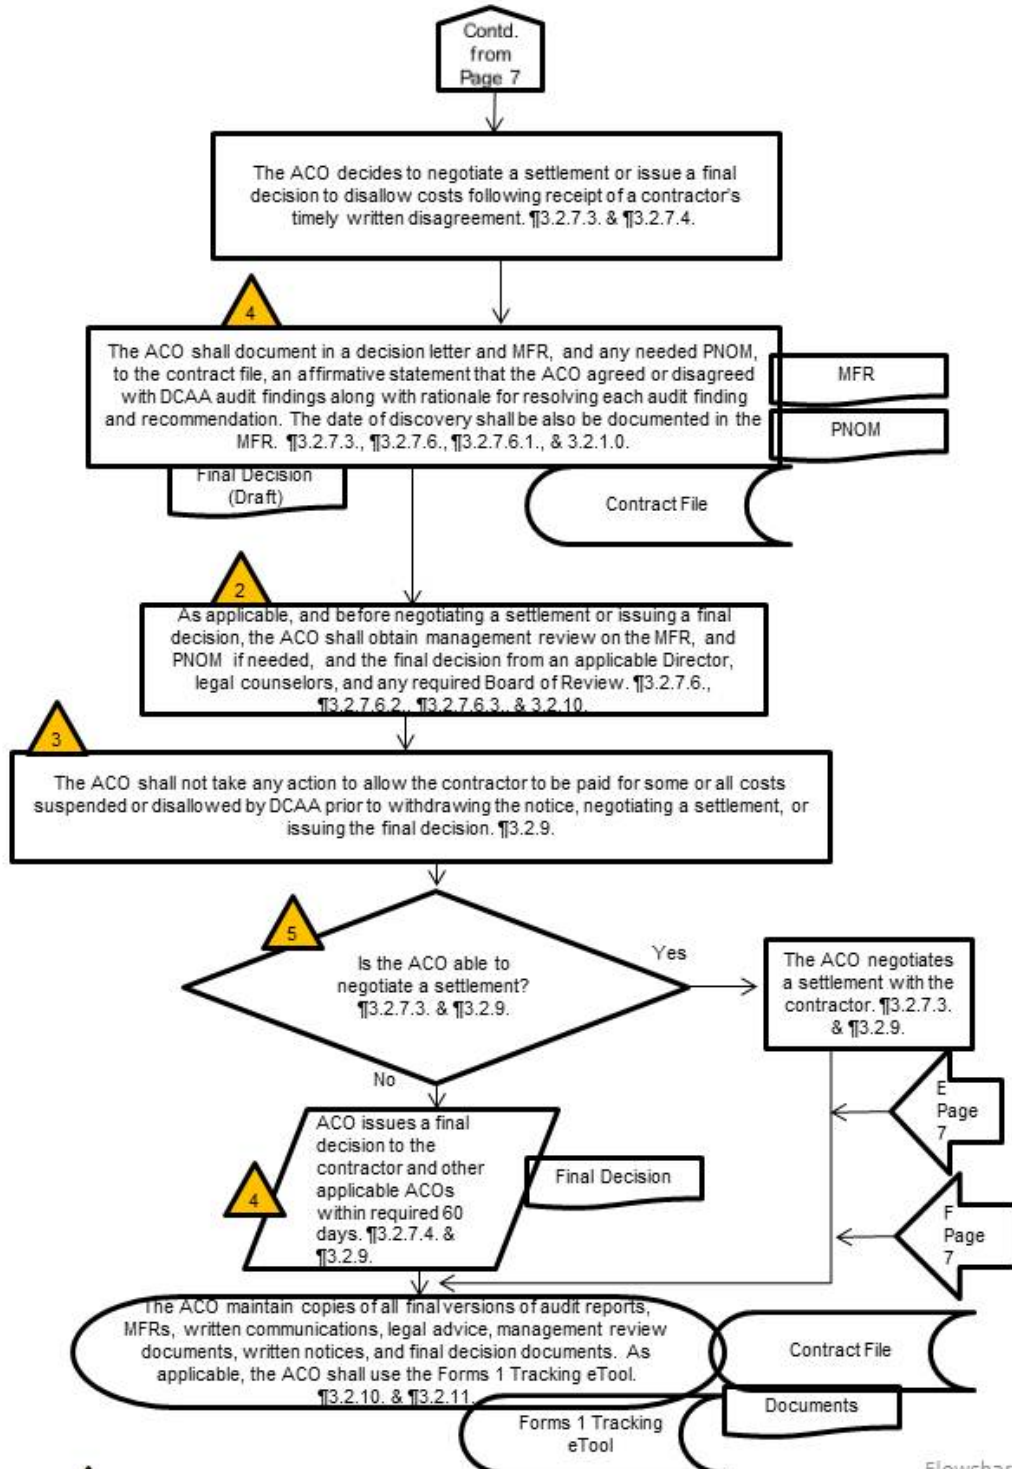 Contd.
from
Page 7
The ACO decides to negotiate a settlement or issue a final
decision to disallow costs following receipt of a contractor's
timely written disagreement. ¶3.2.7.3. & ¶3.2.7.4.
4
The ACO shall document in a decision letter and MFR, and any needed PNOM,
to the contract file, an affirmative statement that the ACO agreed or disagreed
with DCAA audit findings along with rationale for resolving each audit finding
and recommendation. The date of discovery shall be also be documented in the
MFR. ¶3.2.7.3., ¶3.2.7.6., ¶3.2.7.6.1., & 3.2.1.0.
MFR
PNOM
Final Decision
(Draft)
Contract File
2
As applicable, and before negotiating a settlement or issuing a final
decision, the ACO shall obtain management review on the MFR, and
PNOM if needed, and the final decision from an applicable Director,
legal counselors, and any required Board of Review. ¶3.2.7.6.,
¶3.2.7.6.2., ¶3.2.7.6.3., & 3.2.10.
3
The ACO shall not take any action to allow the contractor to be paid for some or all costs
suspended or disallowed by DCAA prior to withdrawing the notice, negotiating a settlement, or
issuing the final decision. ¶3.2.9.
5
Is the ACO able to
negotiate a settlement?
¶3.2.7.3. & ¶3.2.9.
Yes
The ACO negotiates
a settlement with the
contractor. ¶3.2.7.3.
& ¶3.2.9.
No
E
Page
7
4
ACO issues a final
decision to the
contractor and other
applicable ACOs
within required 60
days. ¶3.2.7.4. &
¶3.2.9.
Final Decision
F
Page
7
The ACO maintain copies of all final versions of audit reports,
MFRs, written communications, legal advice, management review
documents, written notices, and final decision documents. As
applicable, the ACO shall use the Forms 1 Tracking eTool.
¶3.2.10. & ¶3.2.11.
Contract File
Documents
Forms 1 Tracking
eTool